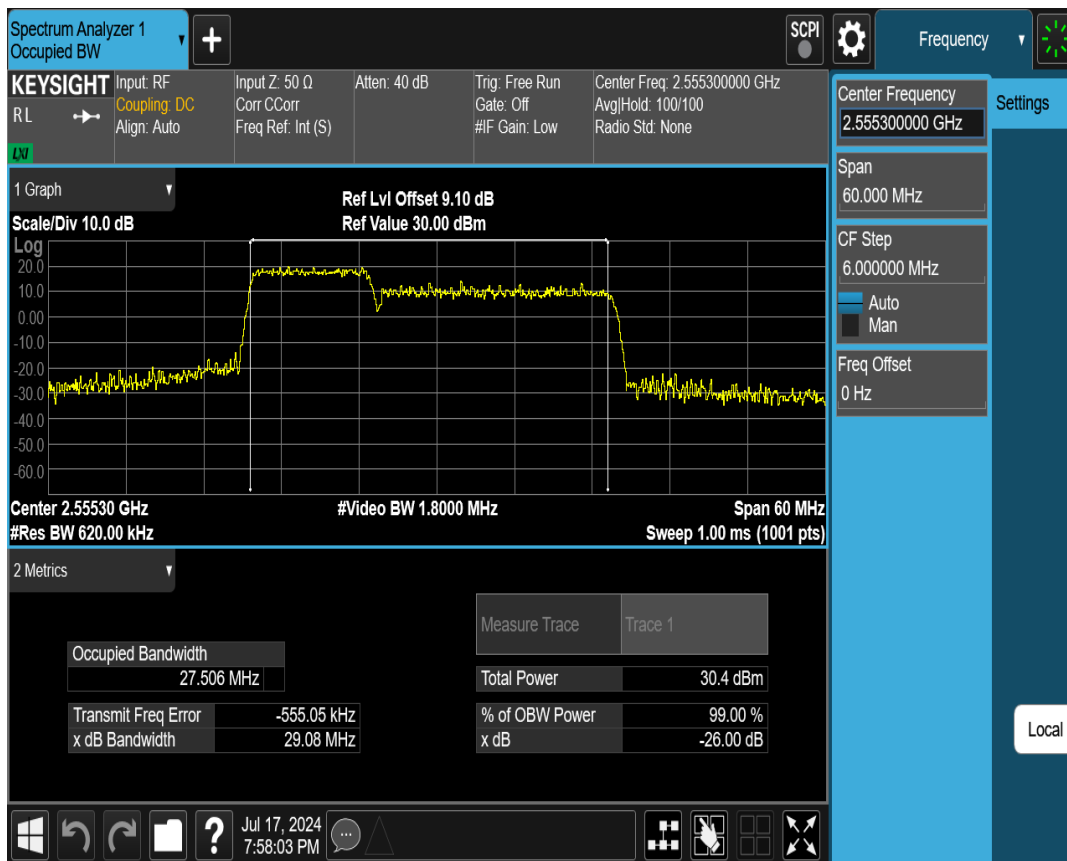 Spectrum Analyzer 1
Occupied BW
SCPI
Frequency
KEYSIGHT
RL
LXI
Input: RF
Coupling: DC
Align: Auto
Input Z: 50 Ω
Corr CCorr
Freq Ref: Int (S)
Atten: 40 dB
Trig: Free Run
Gate: Off
#IF Gain: Low
Center Freq: 2.555300000 GHz
Avg|Hold: 100/100
Radio Std: None
Center Frequency
2.555300000 GHz
Settings
Span
60.000 MHz
CF Step
6.000000 MHz
Auto
Man
Freq Offset
0 Hz
Local
1 Graph
Scale/Div 10.0 dB
Ref Lvl Offset 9.10 dB
Ref Value 30.00 dBm
Log
20.0
10.0
0.00
-10.0
-20.0
-30.0
-40.0
-50.0
-60.0
Center 2.55530 GHz
#Video BW 1.8000 MHz
Span 60 MHz
#Res BW 620.00 kHz
Sweep 1.00 ms (1001 pts)
2 Metrics
Measure Trace Trace 1
Occupied Bandwidth
27.506 MHz
Total Power 30.4 dBm
Transmit Freq Error -555.05 kHz
% of OBW Power 99.00 %
x dB Bandwidth 29.08 MHz
x dB -26.00 dB
?
Jul 17, 2024
7:58:03 PM